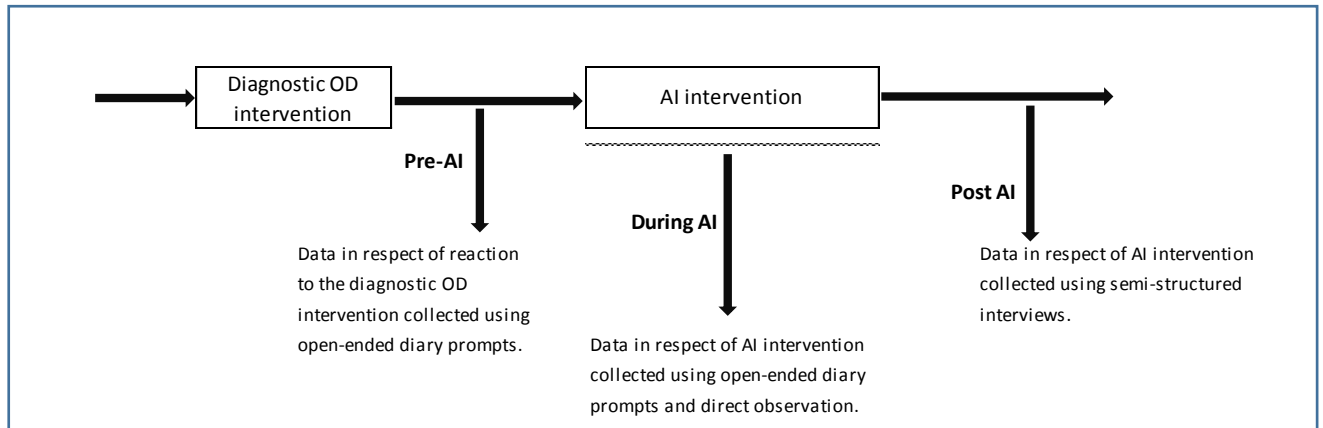 Diagnostic OD
intervention
AI intervention
Pre-AI
During AI
Post AI
Data in respect of reaction
to the diagnostic OD
intervention collected using
open-ended diary prompts.
Data in respect of AI intervention
collected using open-ended diary
prompts and direct observation.
Data in respect of AI intervention
collected using semi-structured
interviews.